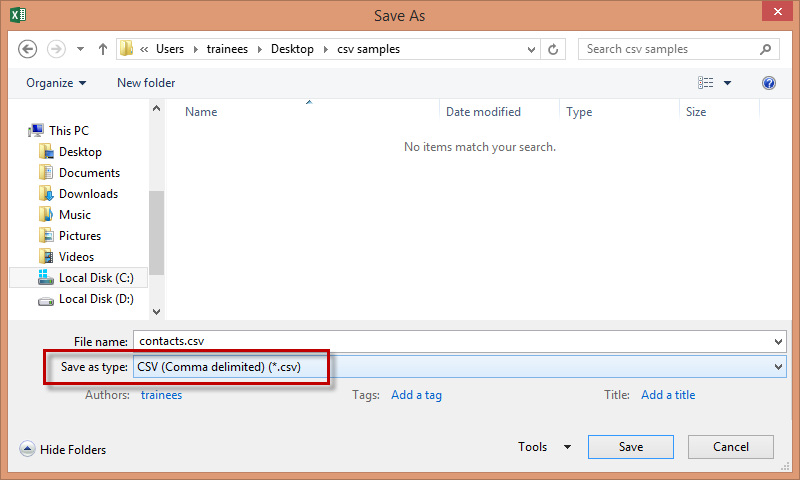 Save As
« Users Desktop trainees csv samples Search csv samples
Organize New folder
Name Date modified Type Size
No items match your search.
This PC
Desktop
Documents
Downloads
Music
Pictures
Videos
Local Disk (C:)
Local Disk (D:)
File name: contacts.csv
Save as type: CSV (Comma delimited) (*.csv)
Authors: trainees Tags: Add a tag Title: Add a title
Hide Folders Tools Save Cancel